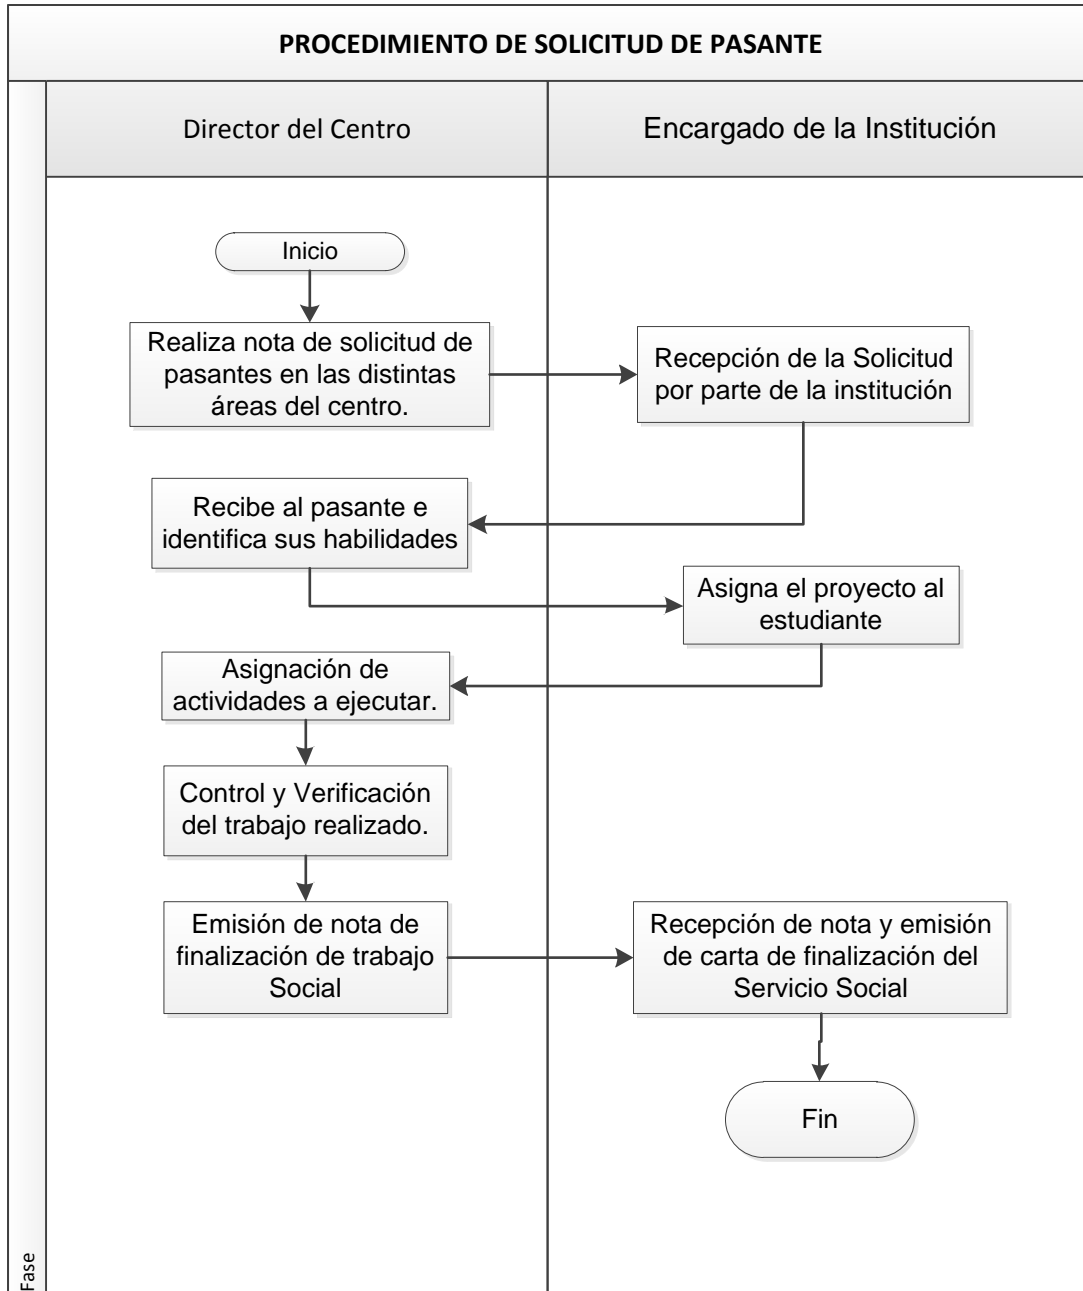 PROCEDIMIENTO DE SOLICITUD DE PASANTE
Director del Centro
Encargado de la Institución
Inicio
Realiza nota de solicitud de
pasantes en las distintas
áreas del centro.
Recepción de la Solicitud
por parte de la institución
Recibe al pasante e
identifica sus habilidades
Asigna el proyecto al
estudiante
Asignación de
actividades a ejecutar.
Control y Verificación
del trabajo realizado.
Emisión de nota de
finalización de trabajo
Social
Recepción de nota y emisión
de carta de finalización del
Servicio Social
Fin
Fase